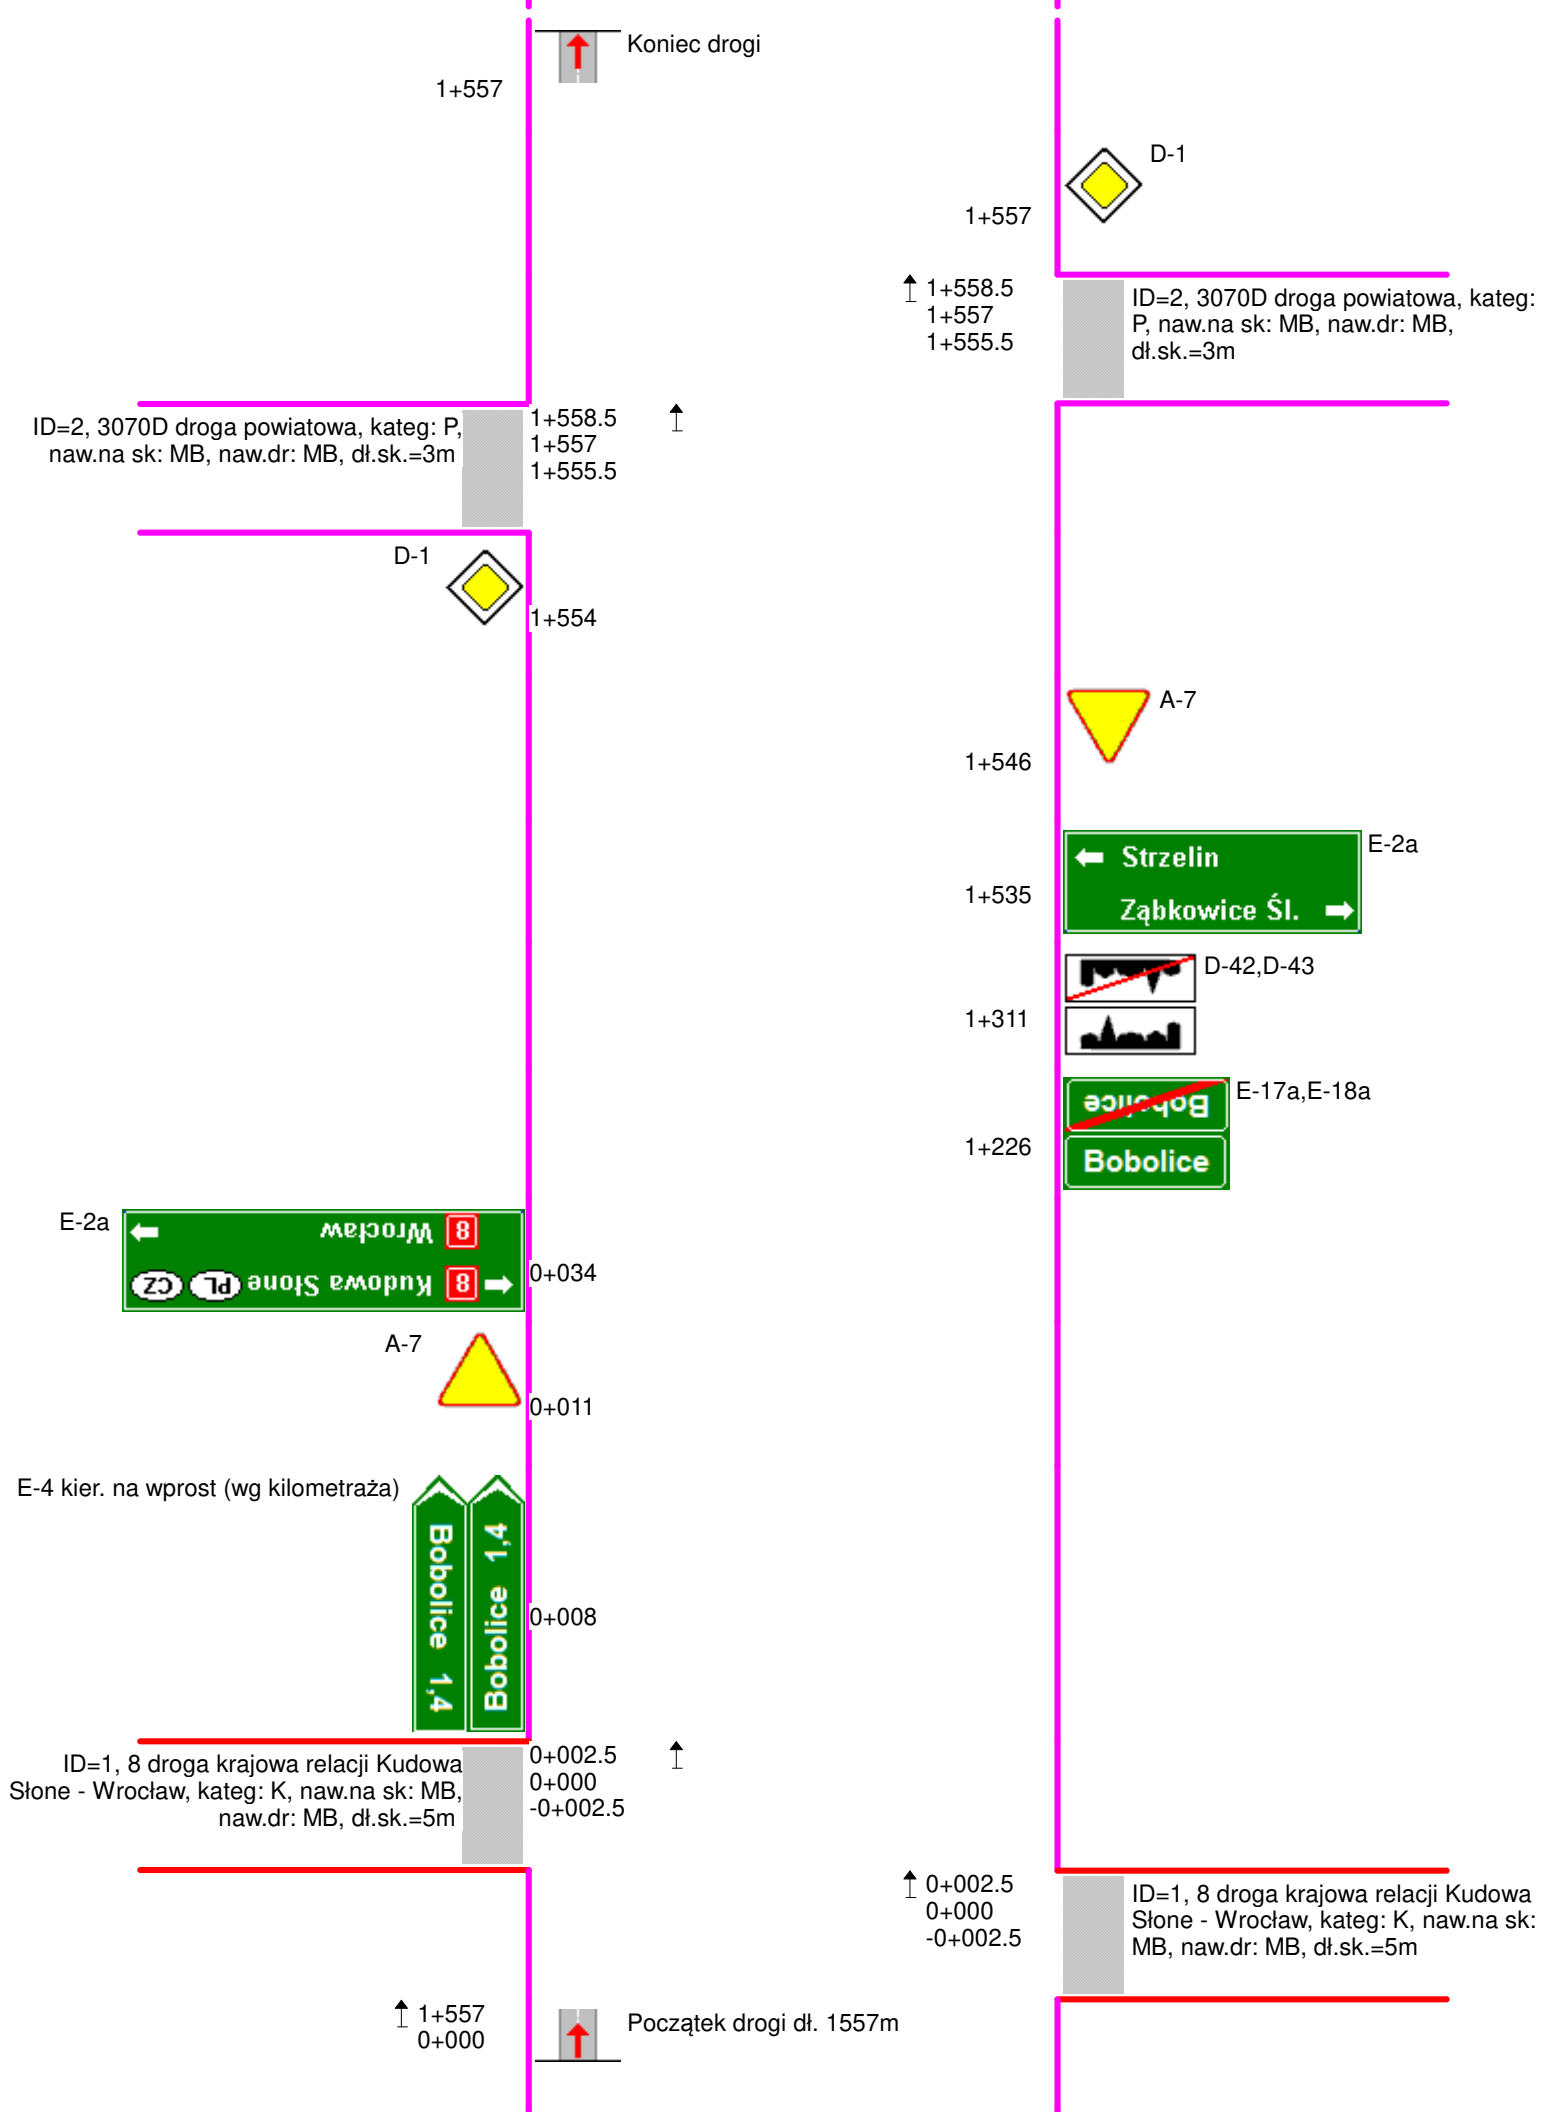 Koniec drogi
1+557
D-1
1+557
1+558.5
1+557
1+555.5
ID=2, 3070D droga powiatowa, kateg:
P, naw.na sk: MB, naw.dr: MB,
dł.sk.=3m
ID=2, 3070D droga powiatowa, kateg: P,
naw.na sk: MB, naw.dr: MB, dł.sk.=3m
1+558.5
1+557
1+555.5
D-1
1+554
A-7
1+546
Strzelin
Ząbkowice Śl.
E-2a
1+535
D-42,D-43
1+311
Bobolice
E-17a,E-18a
Bobolice
1+226
E-2a
Wrocław 8
Kudowa Słone 8 PL CZ
0+034
A-7
0+011
E-4 kier. na wprost (wg kilometraża)
Bobolice 1,4
Bobolice 1,4
0+008
ID=1, 8 droga krajowa relacji Kudowa
Słone - Wrocław, kateg: K, naw.na sk: MB,
naw.dr: MB, dł.sk.=5m
0+002.5
0+000
-0+002.5
0+002.5
0+000
-0+002.5
ID=1, 8 droga krajowa relacji Kudowa
Słone - Wrocław, kateg: K, naw.na sk:
MB, naw.dr: MB, dł.sk.=5m
1+557
0+000
Początek drogi dł. 1557m